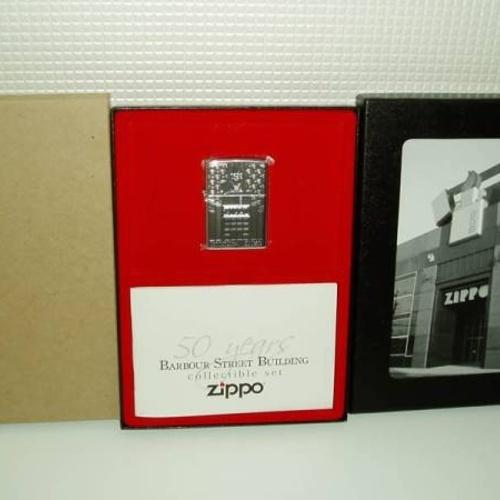 50 years
BARBOUR STREET BUILDING
collectible set
zippo
ZIPPO